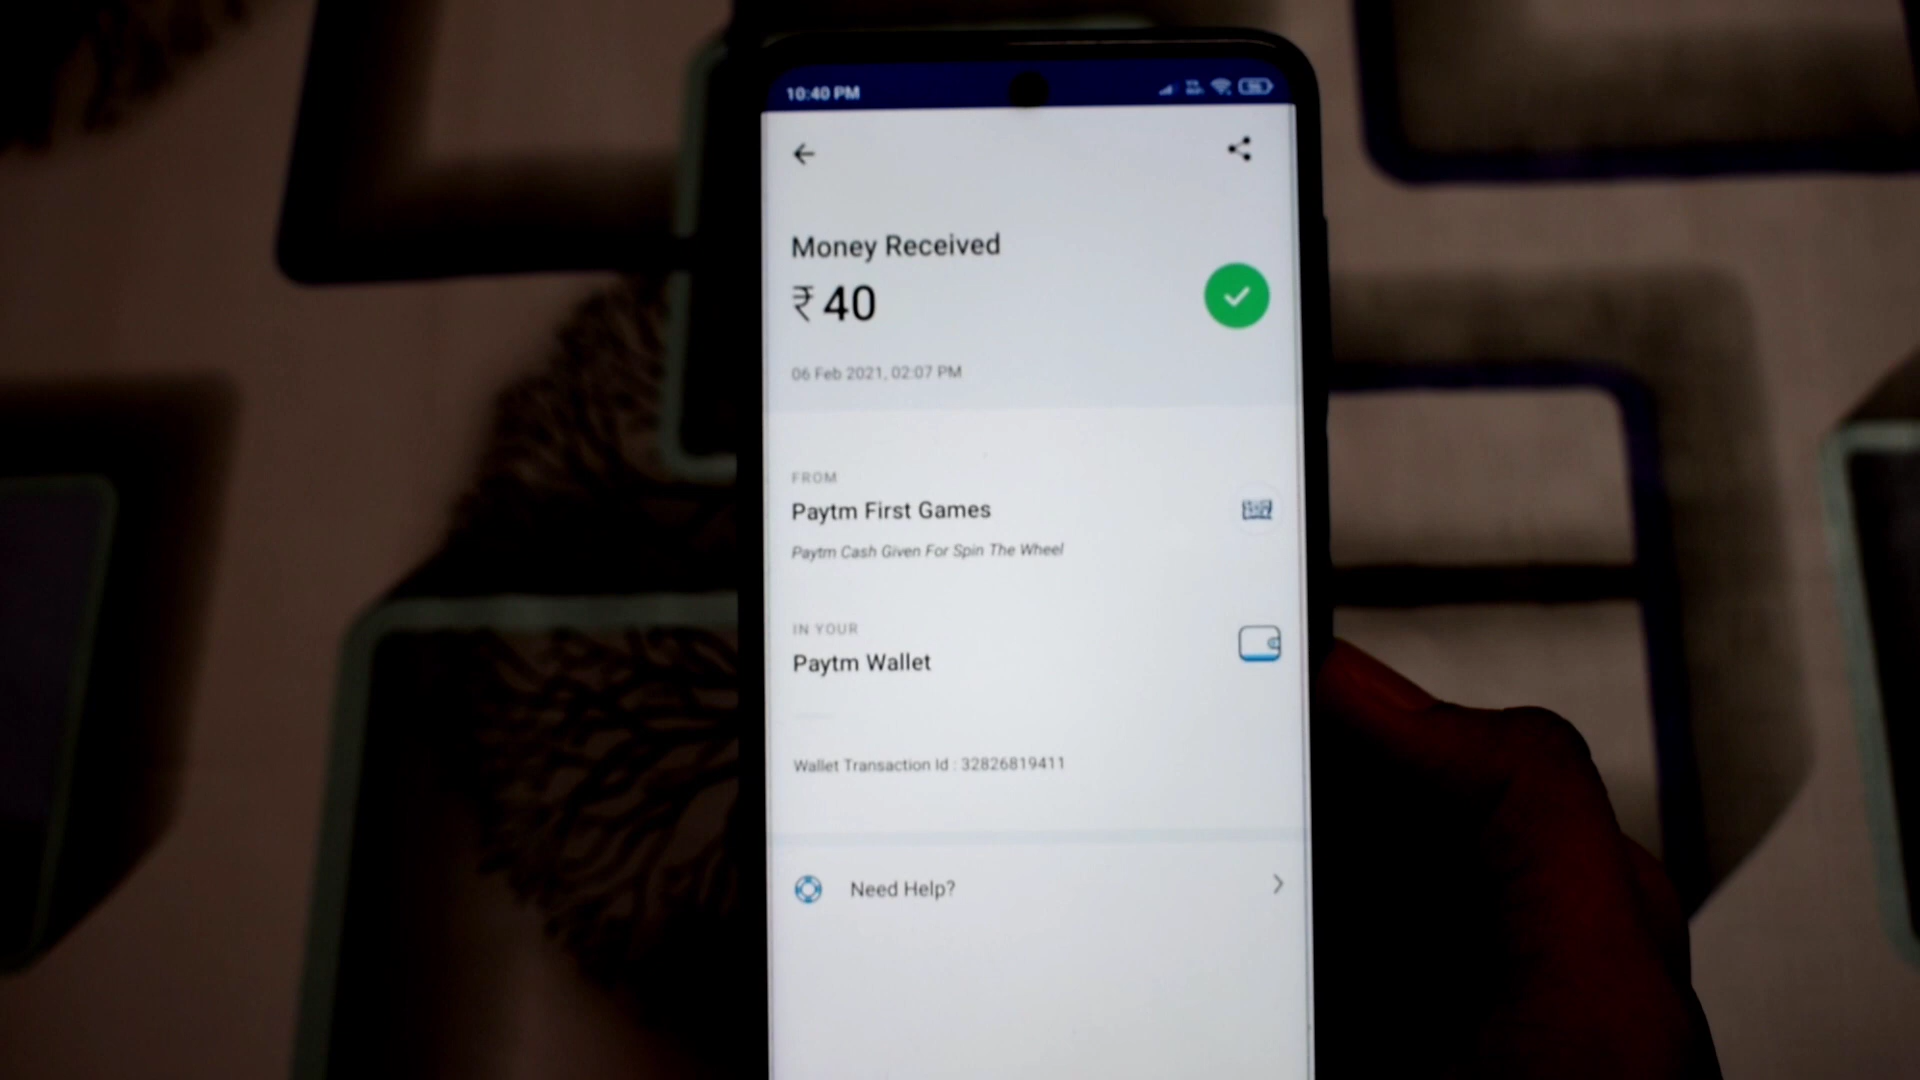 10:40 PM
Money Received
₹40
06 Feb 2021, 02:07 PM
FROM
Paytm First Games
Paytm Cash Given For Spin The Wheel
IN YOUR
Paytm Wallet
Wallet Transaction Id : 32826819411
Need Help?